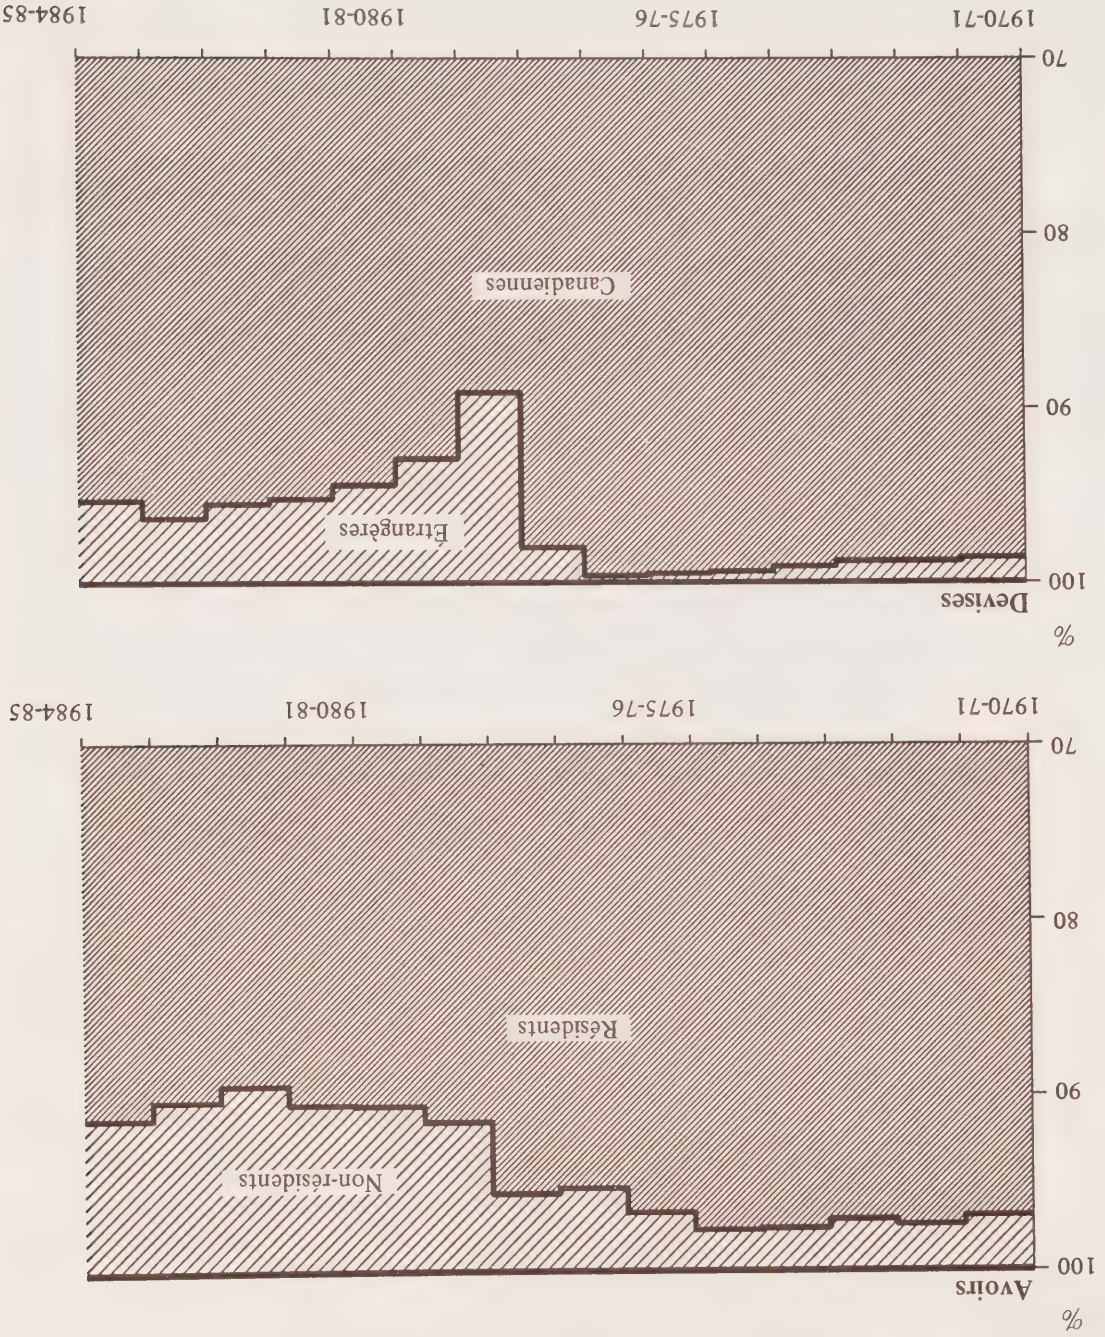 %
Avoirs
100
90
80
70
Non-résidents
Résidents
1970-71 1975-76 1980-81 1984-85
%
Devises
100
90
80
70
Étrangères
Canadiennes
1970-71 1975-76 1980-81 1984-85